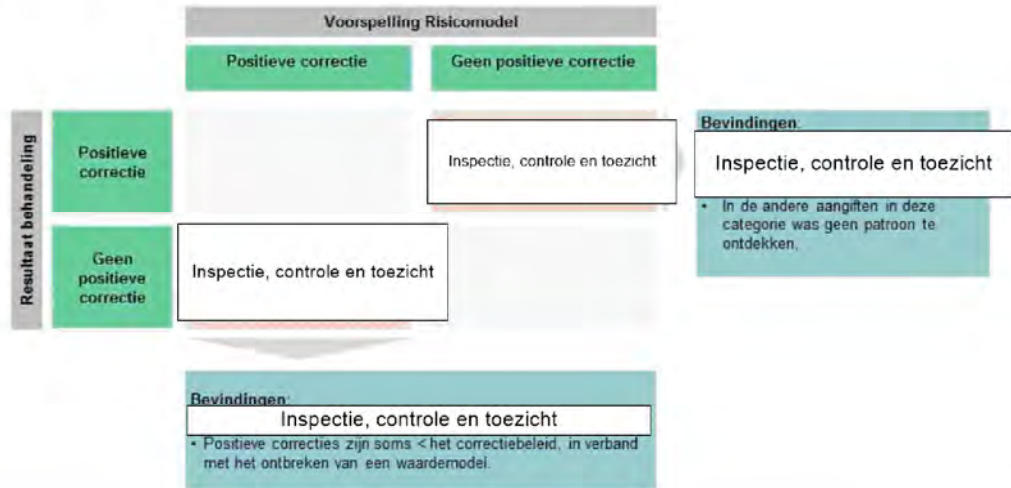 Voorspelling Risicomodel
Positieve correctie
Geen positieve correctie
Resultaat behandeling
Positieve
correctie
Inspectie, controle en toezicht
Bevindingen:
Inspectie, controle en toezicht
• In de andere aangiften in deze
categorie was geen patroon te
ontdekken.
Geen
positieve
correctie
Inspectie, controle en toezicht
Bevindingen:
Inspectie, controle en toezicht
• Positieve correcties zijn soms < het correctiebeleid, in verband
met het ontbreken van een waardemodel.